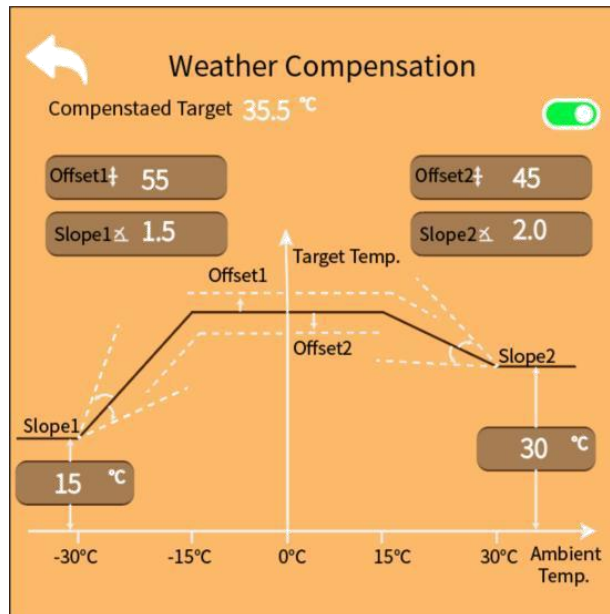 Weather Compensation
Compenstaed Target 35.5 °C
Offset1 55
Offset2 45
Slope1 1.5
Slope2 2.0
Target Temp.
Offset1
Offset2
Slope2
Slope1
30 °C
15 °C
-30°C -15°C 0°C 15°C 30°C Ambient
Temp.